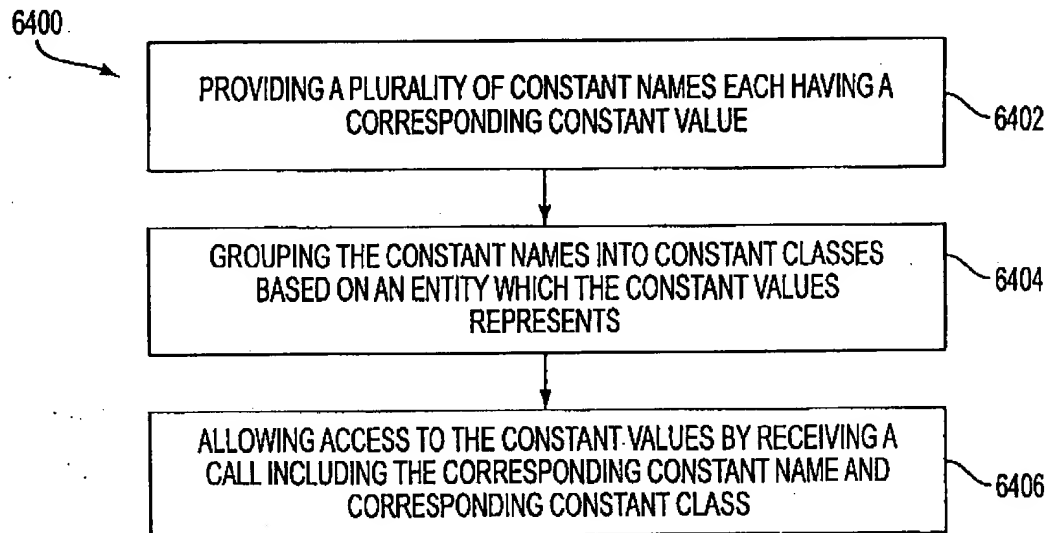 6400
PROVIDING A PLURALITY OF CONSTANT NAMES EACH HAVING A
CORRESPONDING CONSTANT VALUE
6402
GROUPING THE CONSTANT NAMES INTO CONSTANT CLASSES
BASED ON AN ENTITY WHICH THE CONSTANT VALUES
REPRESENTS
6404
ALLOWING ACCESS TO THE CONSTANT VALUES BY RECEIVING A
CALL INCLUDING THE CORRESPONDING CONSTANT NAME AND
CORRESPONDING CONSTANT CLASS
6406